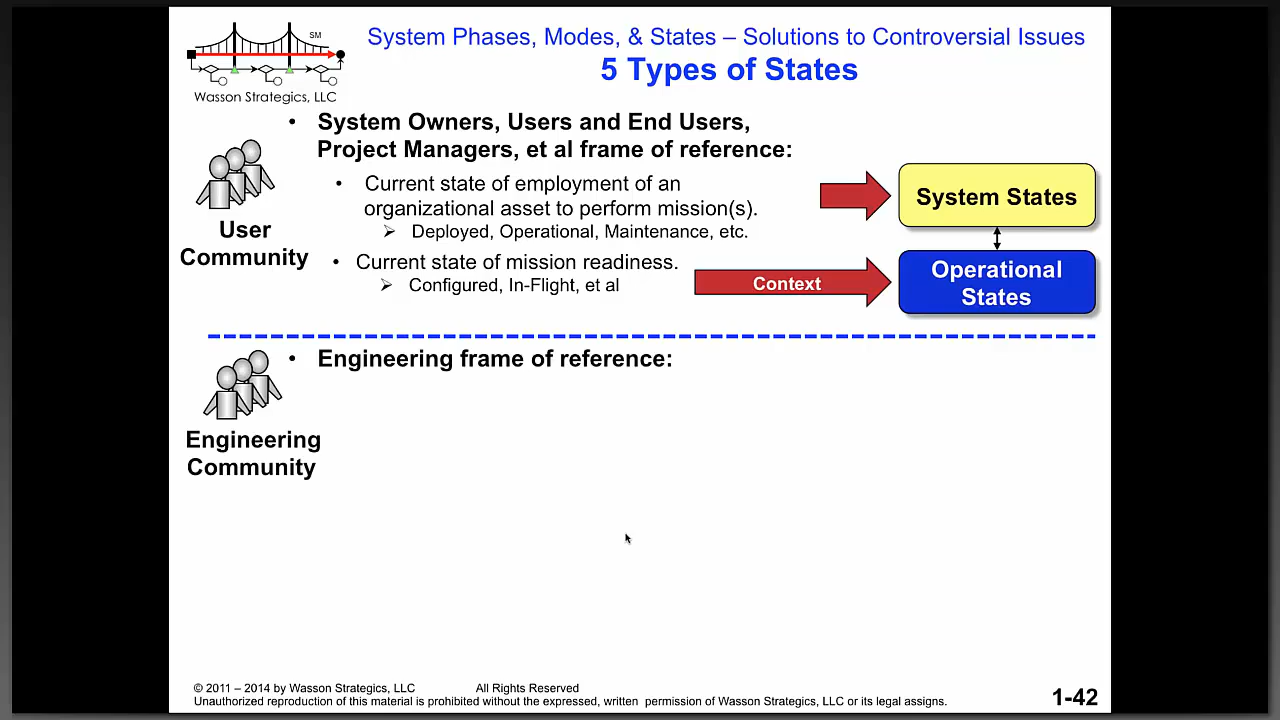 SM
Wasson Strategics, LLC
System Phases, Modes, & States – Solutions to Controversial Issues
5 Types of States
• System Owners, Users and End Users,
Project Managers, et al frame of reference:
• Current state of employment of an
organizational asset to perform mission(s).
➢ Deployed, Operational, Maintenance, etc.
System States
User
Community
• Current state of mission readiness.
➢ Configured, In-Flight, et al
Context
Operational
States
• Engineering frame of reference:
Engineering
Community
© 2011 – 2014 by Wasson Strategics, LLC All Rights Reserved
Unauthorized reproduction of this material is prohibited without the expressed, written permission of Wasson Strategics, LLC or its legal assigns.
1-42